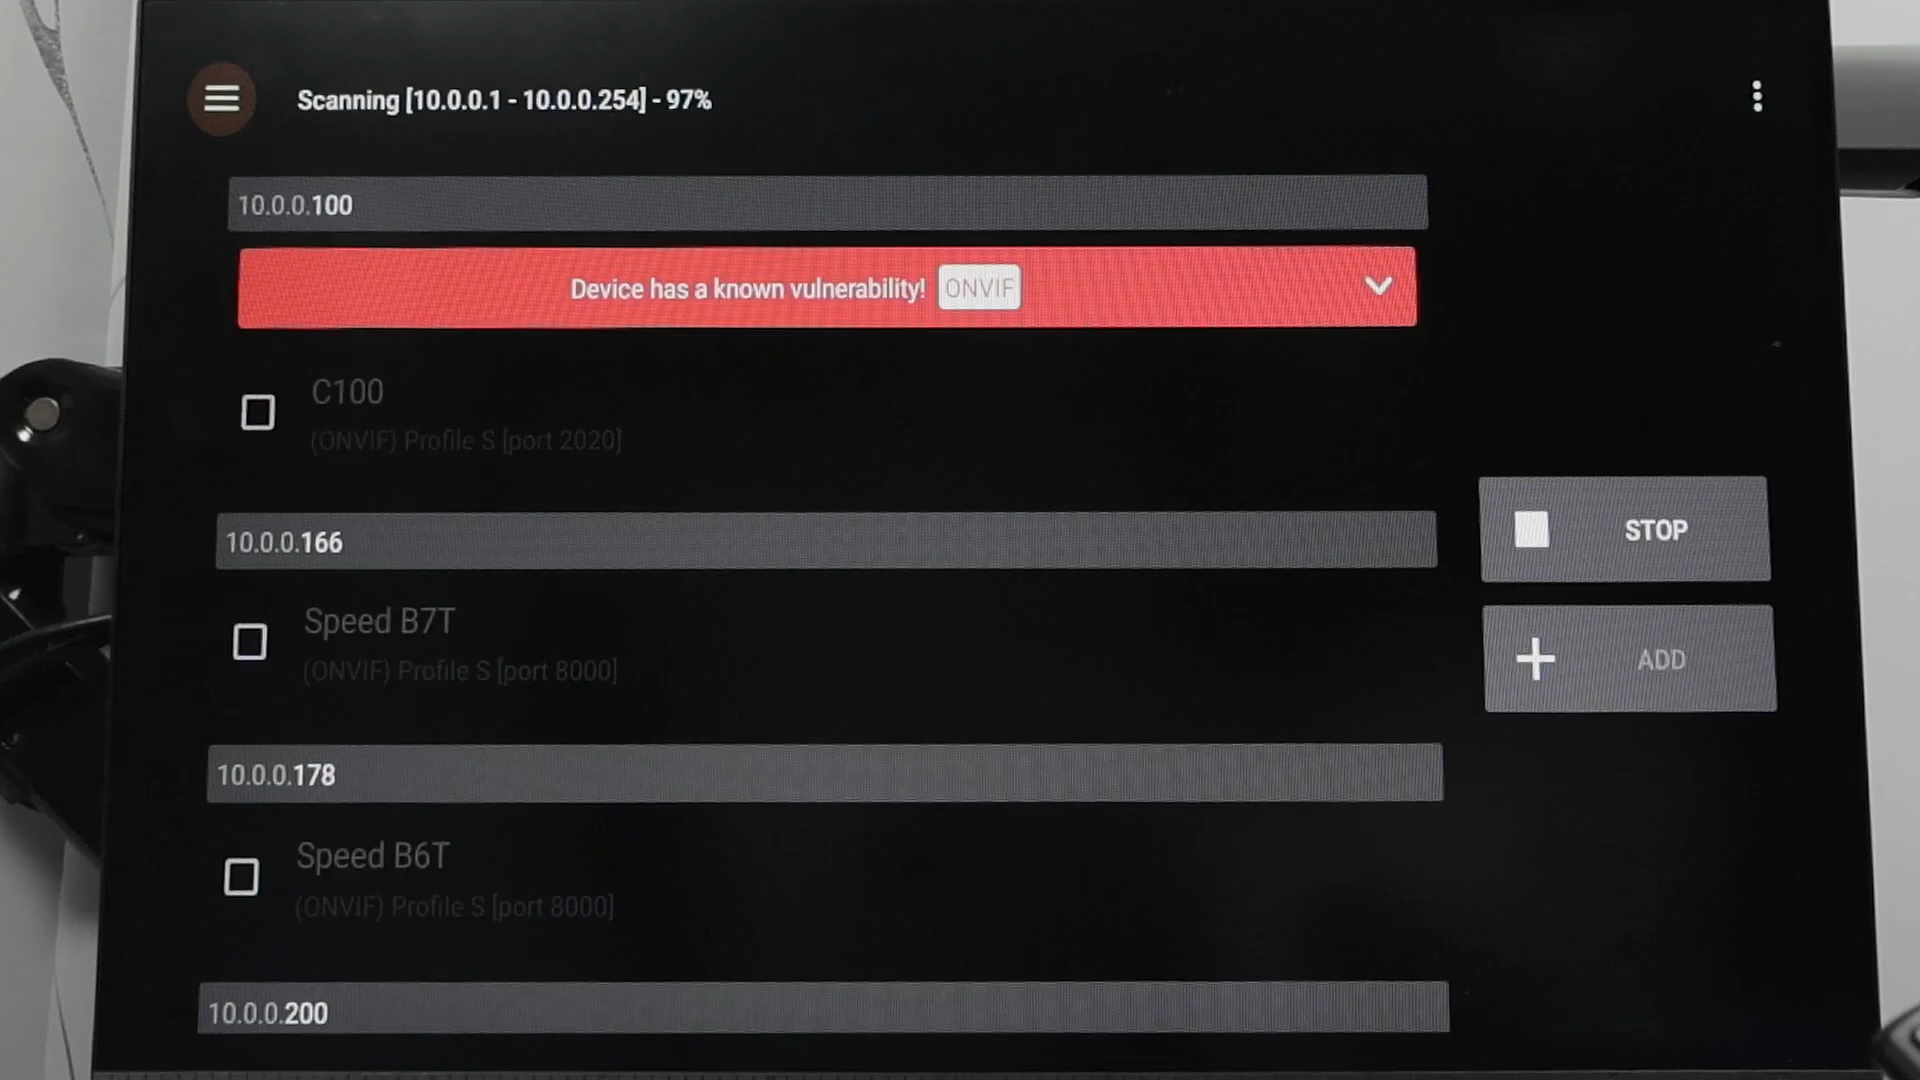 Scanning [10.0.0.1 - 10.0.0.254] - 97%
10.0.0.100
Device has a known vulnerability! ONVIF
C100
(ONVIF) Profile S [port 2020]
10.0.0.166
STOP
Speed B7T
(ONVIF) Profile S [port 8000]
ADD
10.0.0.178
Speed B6T
(ONVIF) Profile S [port 8000]
10.0.0.200